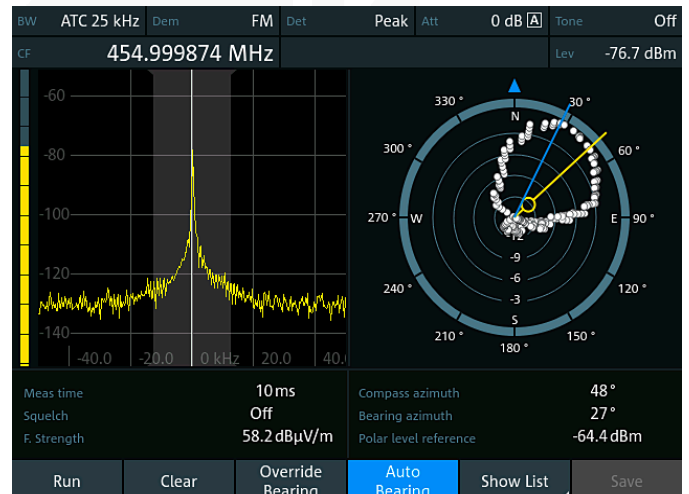 BW ATC 25 kHz Dem FM Det Peak Att 0 dB A Tone Off
CF 454.999874 MHz Lev -76.7 dBm
-60
-80
-100
-120
-140
-40.0 -20.0 0 kHz 20.0 40.
330 ° N 30 °
300 ° 60 °
270 ° W E 90 °
-12
-9
-6
-3
240 ° 120 °
S
210 ° 150 °
180 °
Meas time 10 ms
Squelch Off
F. Strength 58.2 dBµV/m
Compass azimuth 48 °
Bearing azimuth 27 °
Polar level reference -64.4 dBm
Run Clear Override Bearing Auto Bearing Show List Save